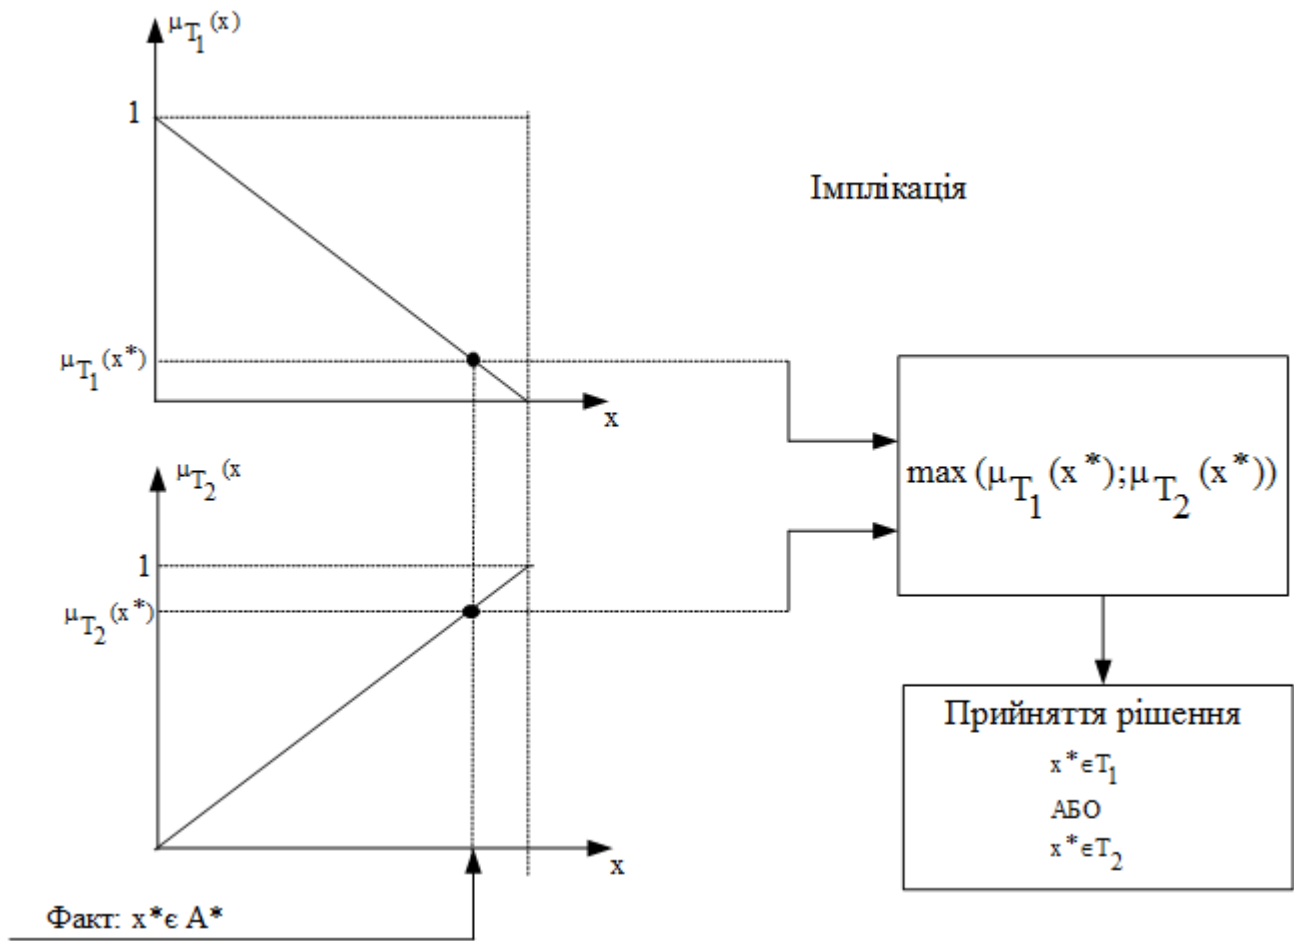 μT1(x)
1
Імплікація
μT1(x*)
x
max (μT1(x*);μT2(x*))
μT2(x
1
μT2(x*)
x
Прийняття рішення
x*єT1
АБО
x*єT2
Факт: x*є A*